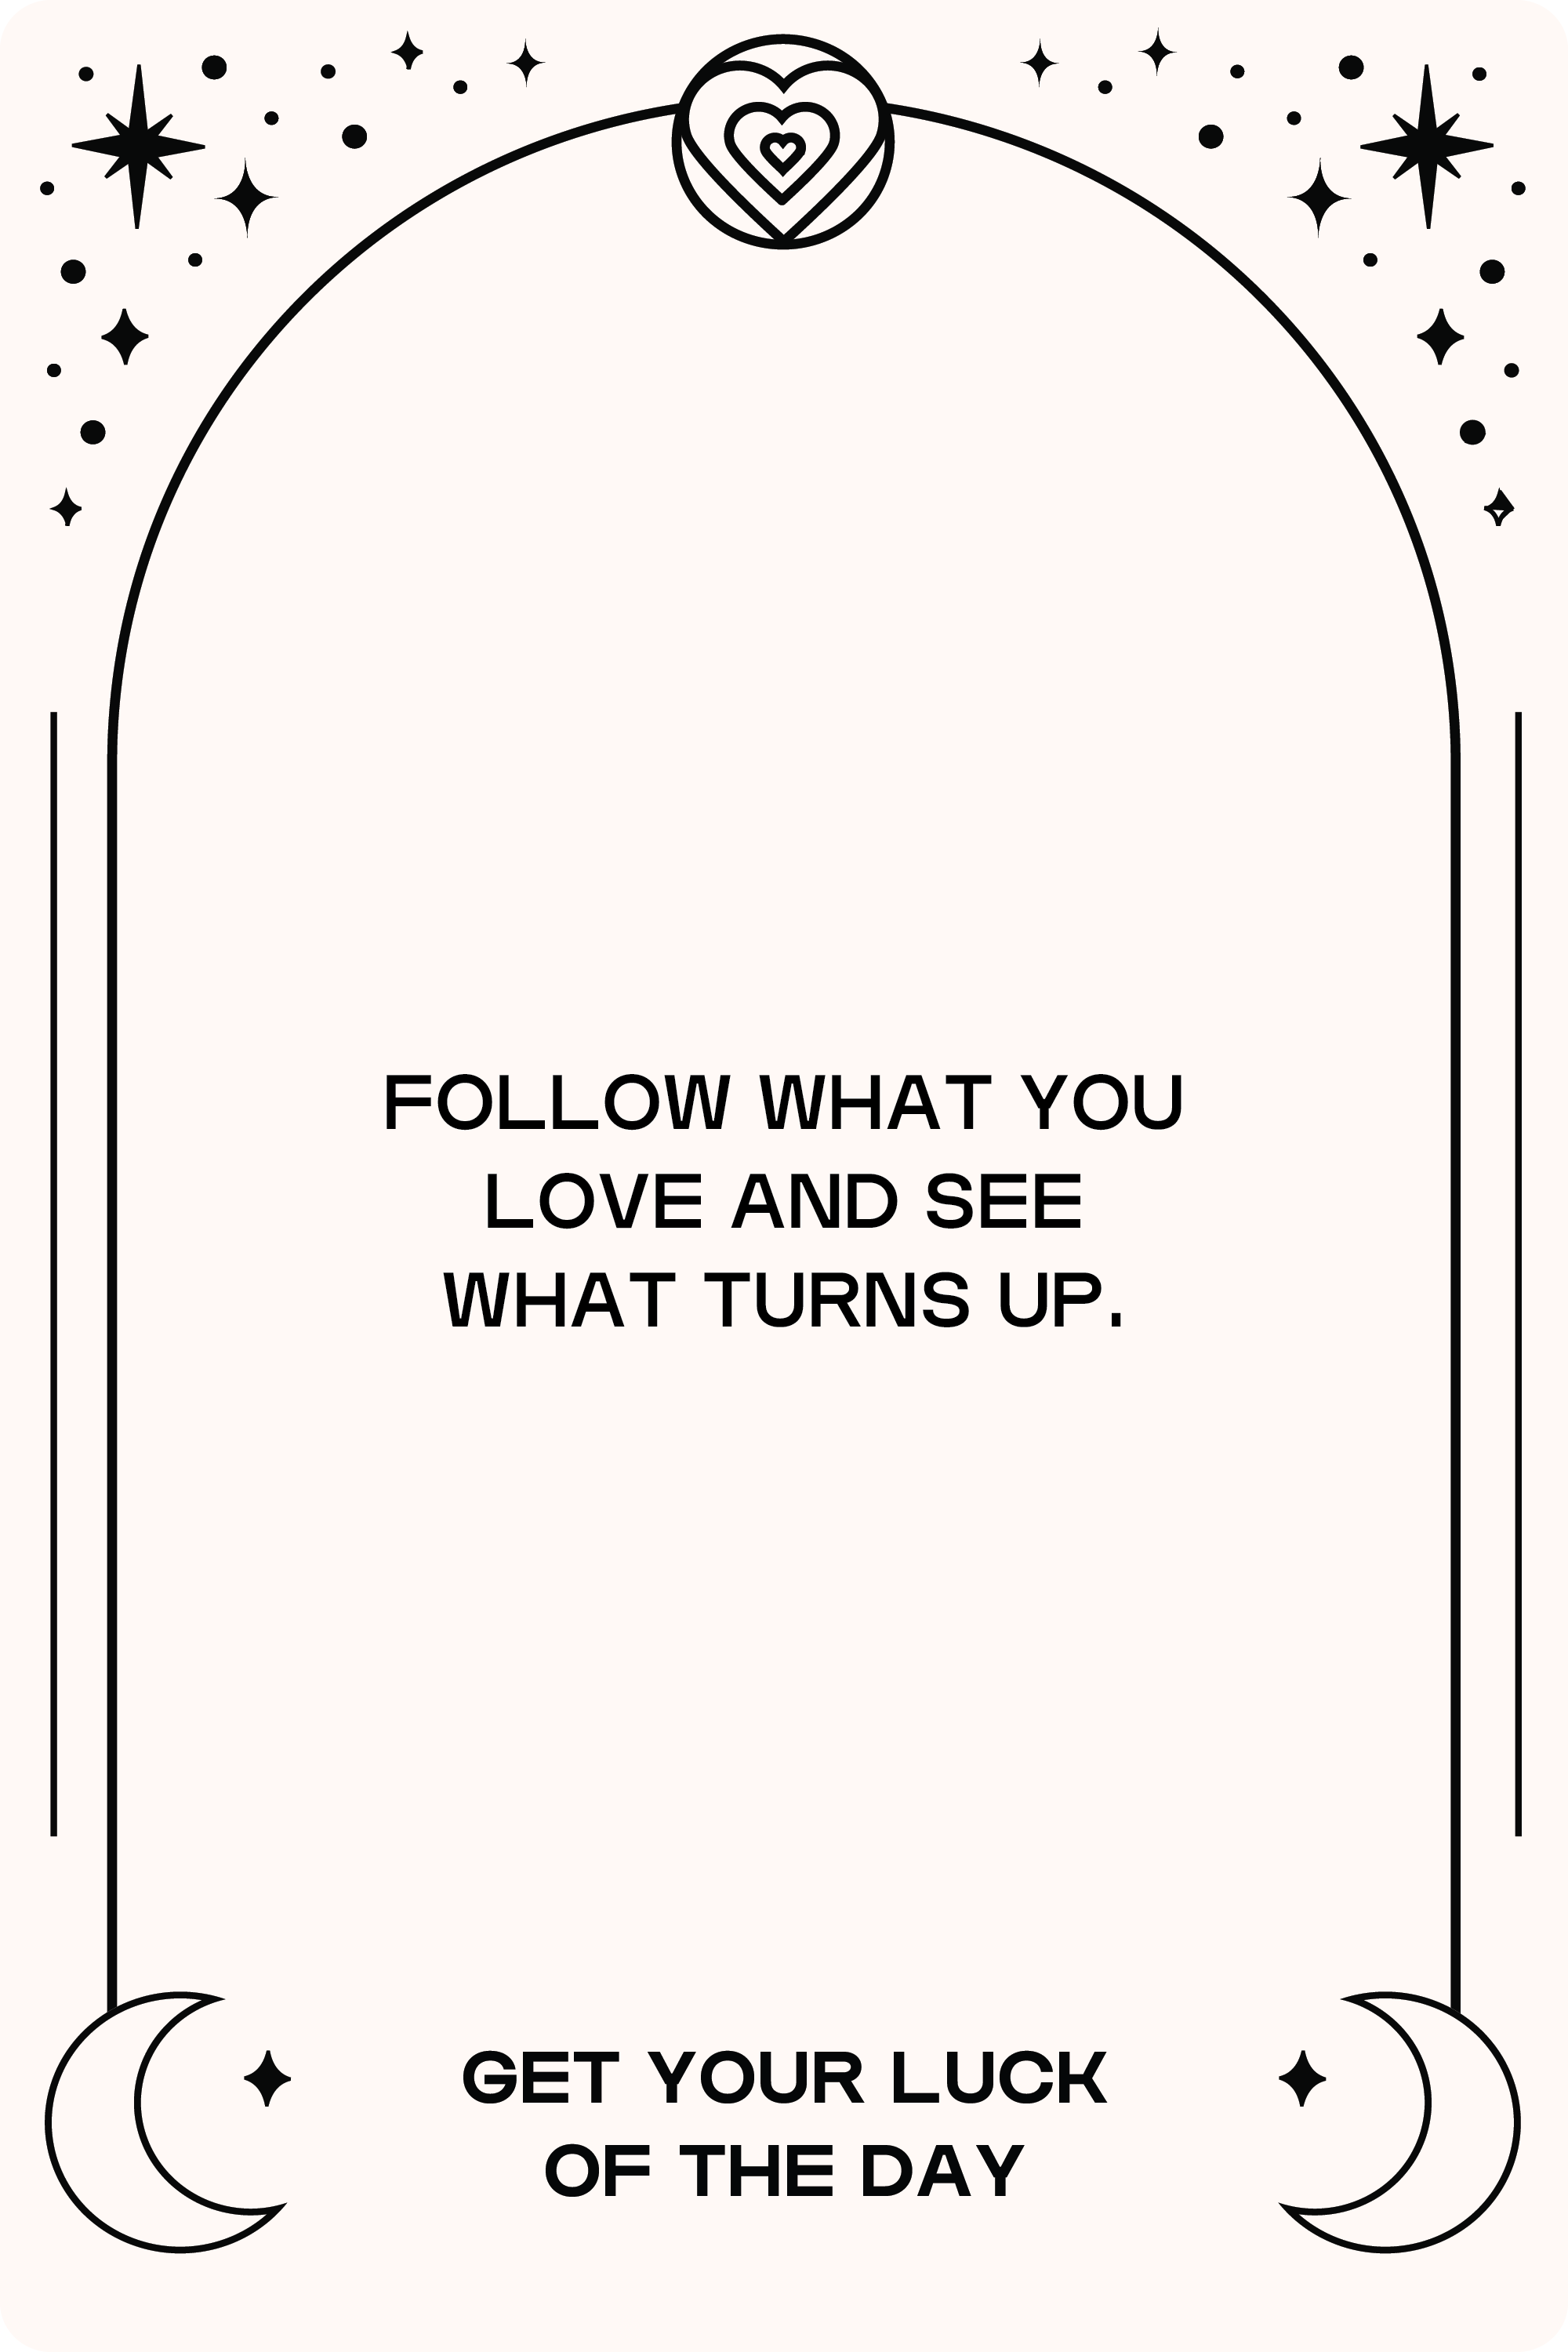 FOLLOW WHAT YOU
LOVE AND SEE
WHAT TURNS UP.
GET YOUR LUCK
OF THE DAY